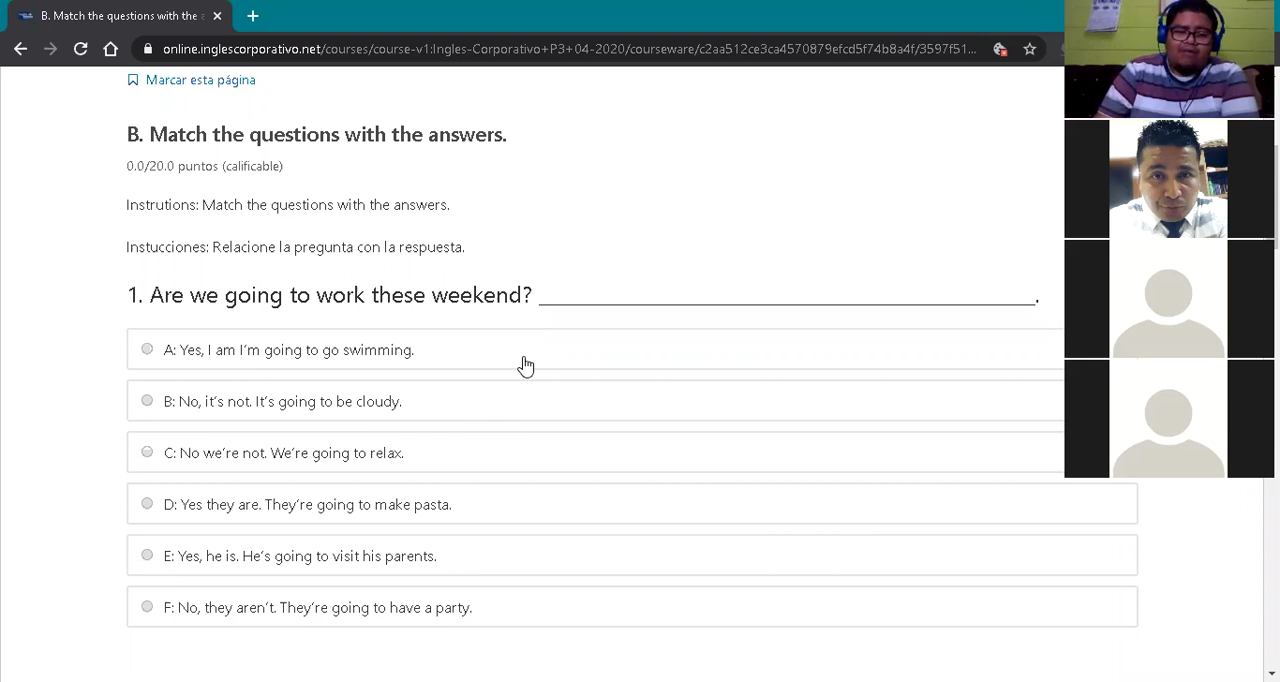 B. Match the questions with the
online.inglescorporativo.net/courses/course-v1:Ingles-Corporativo+P3+04-2020/courseware/c2aa512ce3ca4570879efcd5f74b8a4f/3597f51...
Marcar esta página
B. Match the questions with the answers.
0.0/20.0 puntos (calificable)
Instrutions: Match the questions with the answers.
Instucciones: Relacione la pregunta con la respuesta.
1. Are we going to work these weekend? ______________________________.
A: Yes, I am I'm going to go swimming.
B: No, it's not. It's going to be cloudy.
C: No we're not. We're going to relax.
D: Yes they are. They're going to make pasta.
E: Yes, he is. He's going to visit his parents.
F: No, they aren't. They're going to have a party.